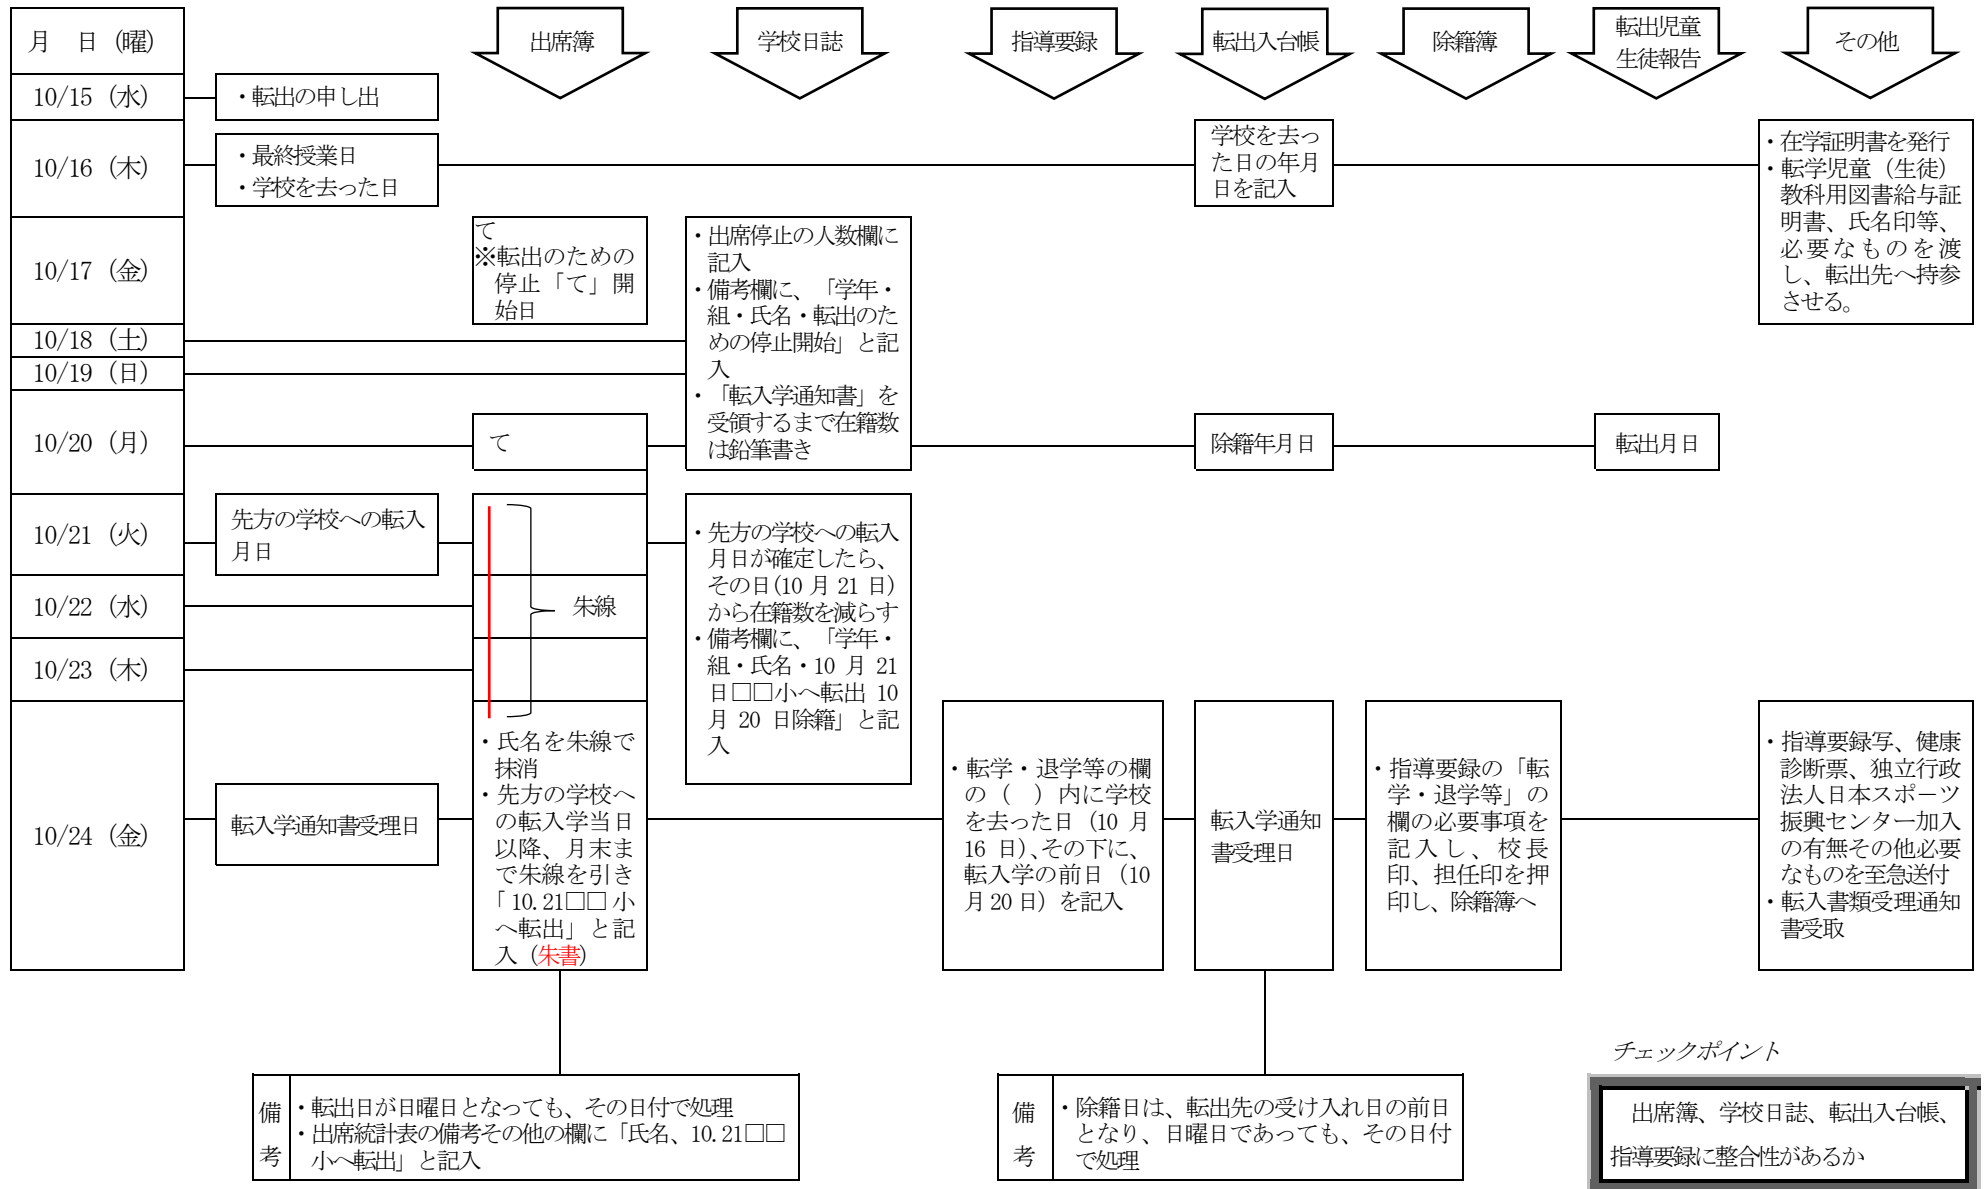 月　日（曜）
出席簿
学校日誌
指導要録
転出入台帳
除籍簿
転出児童
生徒報告
その他
10/15（水）
・転出の申し出
10/16（木）
・最終授業日
・学校を去った日
学校を去っ
た日の年月
日を記入
・在学証明書を発行
・転学児童（生徒）
教科用図書給与証
明書、氏名印等、
必要なものを渡
し、転出先へ持参
させる。
10/17（金）
て
※転出のための
停止「て」開
始日
・出席停止の人数欄に
記入
・備考欄に、「学年・
組・氏名・転出のた
めの停止開始」と記
入
・「転入学通知書」を
受領するまで在籍数
は鉛筆書き
10/18（土）
10/19（日）
10/20（月）
て
除籍年月日
転出月日
10/21（火）
先方の学校への転入
月日
・先方の学校への転入
月日が確定したら、
その日(10 月 21 日)
から在籍数を減らす
・備考欄に、「学年・
組・氏名・10 月 21
日□□小へ転出 10
月 20 日除籍」と記
入
10/22（水）
朱線
10/23（木）
10/24（金）
転入学通知書受理日
・氏名を朱線で
抹消
・先方の学校へ
の転入学当日
以降、月末ま
で朱線を引き
「10.21□□小
へ転出」と記
入（朱書）
・転学・退学等の欄
の（　）内に学校
を去った日（10 月
16 日）、その下に、
転入学の前日（10
月 20 日）を記入
転入学通知
書受理日
・指導要録の「転
学・退学等」の
欄の必要事項を
記入し、校長
印、担任印を押
印し、除籍簿へ
・指導要録写、健康
診断票、独立行政
法人日本スポーツ
振興センター加入
の有無その他必要
なものを至急送付
・転入書類受理通知
書受取
備
考
・転出日が日曜日となっても、その日付で処理
・出席統計表の備考その他の欄に「氏名、10.21□□
小へ転出」と記入
備
考
・除籍日は、転出先の受け入れ日の前日
となり、日曜日であっても、その日付
で処理
チェックポイント
出席簿、学校日誌、転出入台帳、
指導要録に整合性があるか